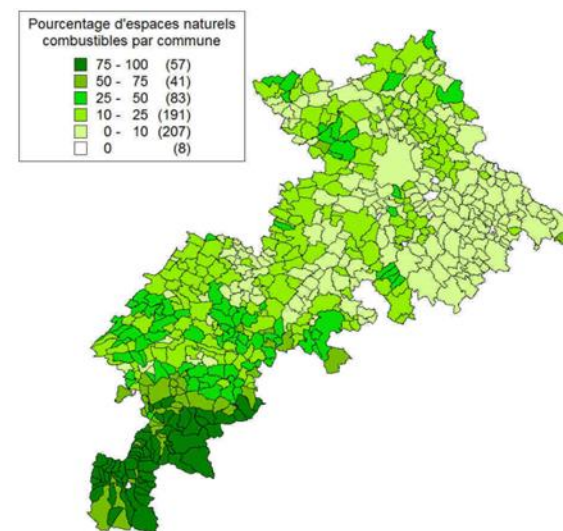 Pourcentage d'espaces naturels
combustibles par commune
75 - 100 (57)
50 - 75 (41)
25 - 50 (83)
10 - 25 (191)
0 - 10 (207)
0 (8)